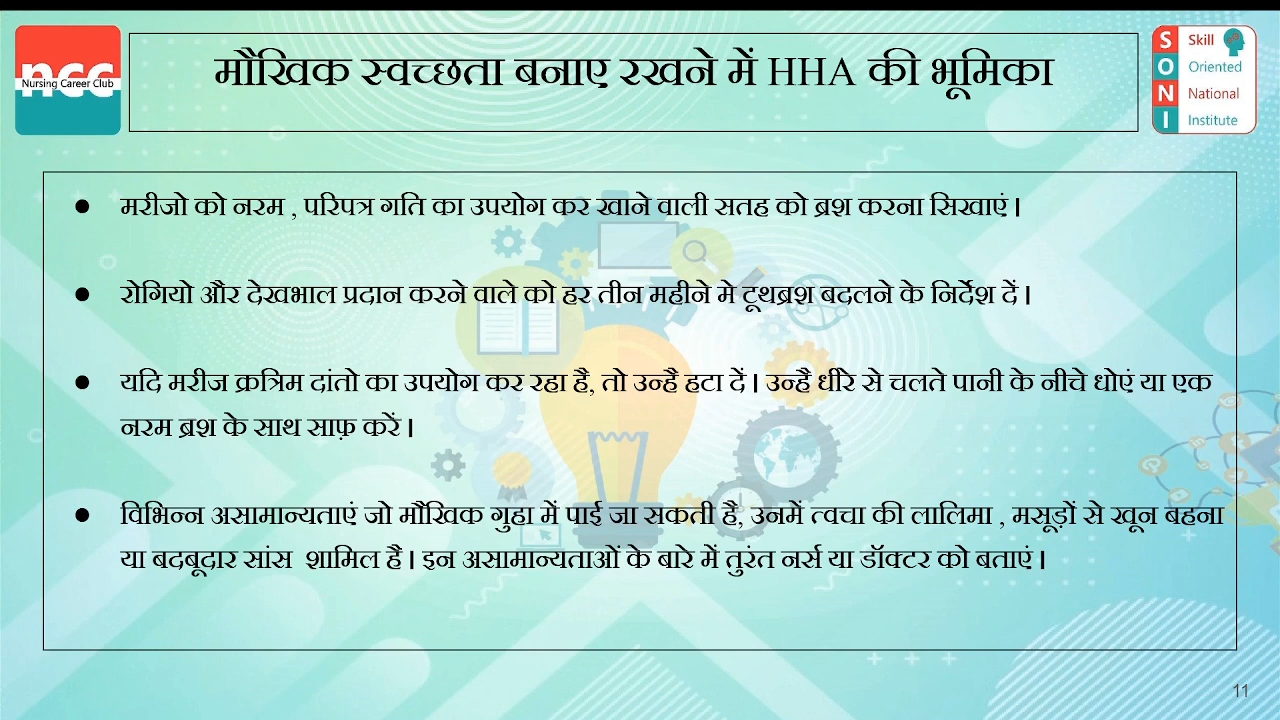 ncc
Nursing Career Club
मौखिक स्वच्छता बनाए रखने में HHA की भूमिका
S Skill
O Oriented
N National
I Institute
● मरीजो को नरम , परिपत्र गति का उपयोग कर खाने वाली सतह को ब्रश करना सिखाएं ।
● रोगियो और देखभाल प्रदान करने वाले को हर तीन महीने मे टूथब्रश बदलने के निर्देश दें ।
● यदि मरीज क्रत्रिम दांतो का उपयोग कर रहा है, तो उन्है हटा दें । उन्है धीरे से चलते पानी के नीचे धोएं या एक
नरम ब्रश के साथ साफ़ करें ।
● विभिन्न असामान्यताएं जो मौखिक गुहा में पाई जा सकती है, उनमें त्वचा की लालिमा , मसूड़ों से खून बहना
या बदबूदार सांस शामिल है । इन असामान्यताओं के बारे में तुरंत नर्स या डॉक्टर को बताएं ।
11